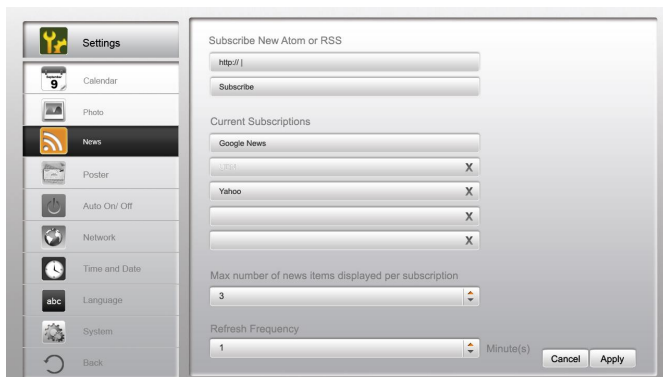 Settings
September
9
Calendar
Photo
News
Poster
Auto On/ Off
Network
Time and Date
abc
Language
System
Back
Subscribe New Atom or RSS
http:// |
Subscribe
Current Subscriptions
Google News
X
Yahoo
X
X
X
Max number of news items displayed per subscription
3
Refresh Frequency
1
Minute(s)
Cancel
Apply